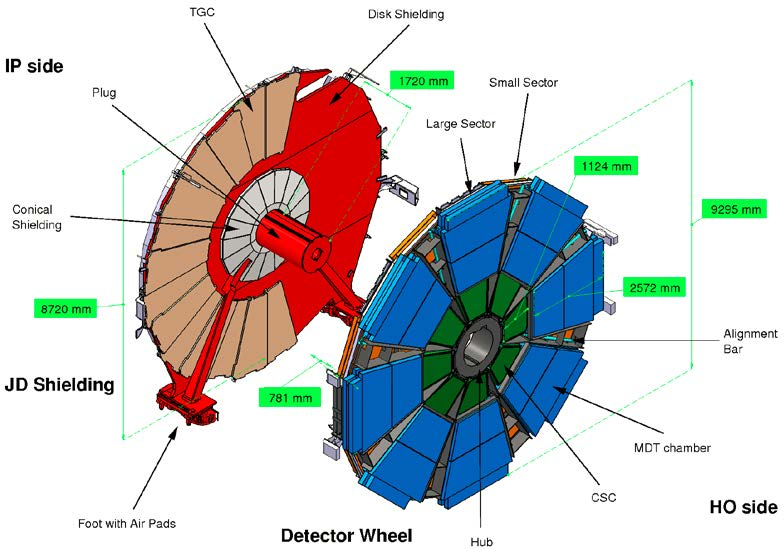 TGC
Disk Shielding
IP side
1720 mm
Small Sector
Plug
Large Sector
1124 mm
9295 mm
Conical
Shielding
2572 mm
8720 mm
Alignment
Bar
JD Shielding
781 mm
MDT chamber
CSC
HO side
Foot with Air Pads
Detector Wheel
Hub